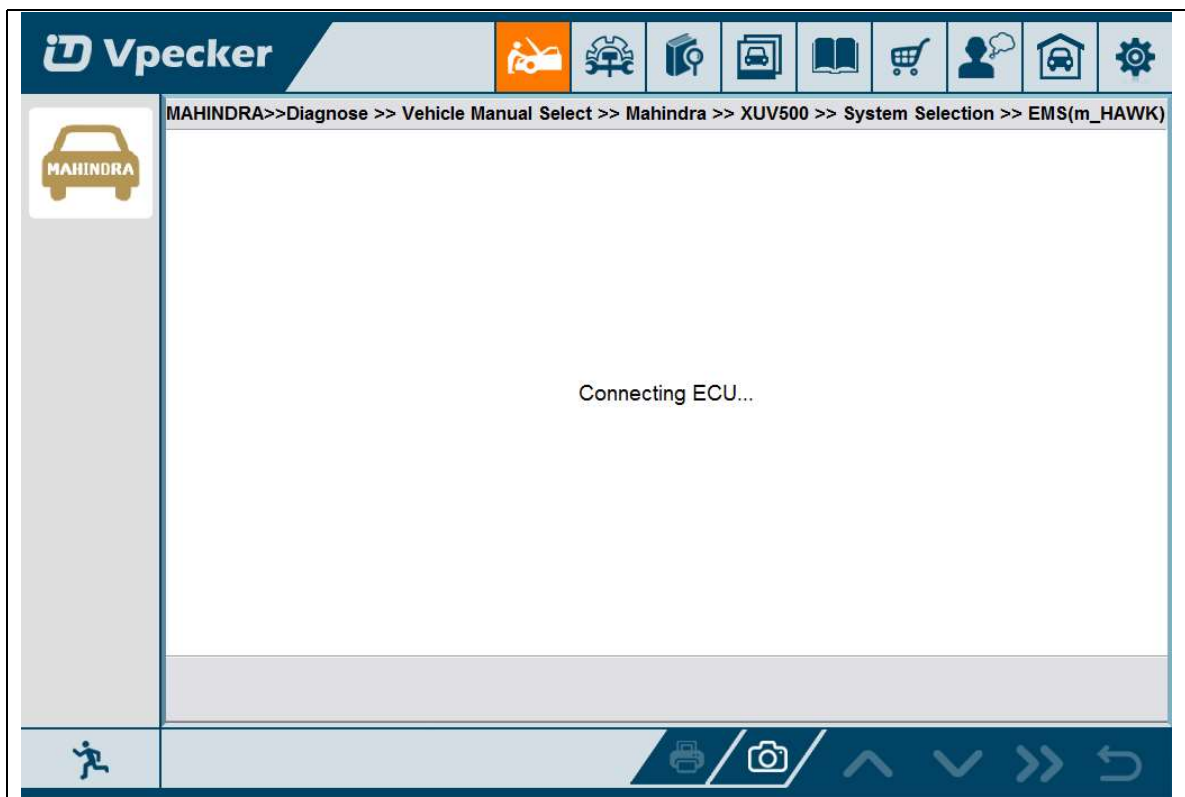 Vpecker
MAHINDRA>>Diagnose >> Vehicle Manual Select >> Mahindra >> XUV500 >> System Selection >> EMS(m_HAWK)
MAHINDRA
Connecting ECU...